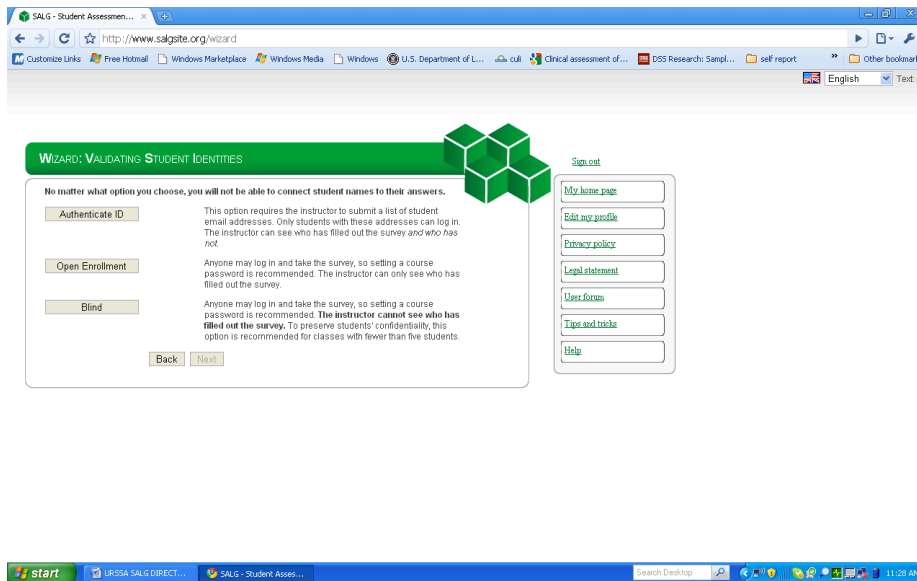 SALG - Student Assessmen...
http://www.salgsite.org/wizard
Customize Links Free Hotmail Windows Marketplace Windows Media Windows U.S. Department of L... culi Clinical assessment of... DSS Research: Sampl... self report » Other bookmar
English Text:
WIZARD: VALIDATING STUDENT IDENTITIES
No matter what option you choose, you will not be able to connect student names to their answers.
Authenticate ID
This option requires the instructor to submit a list of student
email addresses. Only students with these addresses can log in.
The instructor can see who has filled out the survey and who has
not.
Open Enrollment
Anyone may log in and take the survey, so setting a course
password is recommended. The instructor can only see who has
filled out the survey.
Blind
Anyone may log in and take the survey, so setting a course
password is recommended. The instructor cannot see who has
filled out the survey. To preserve students' confidentiality, this
option is recommended for classes with fewer than five students.
Back Next
Sign out
My home page
Edit my profile
Privacy policy
Legal statement
User forum
Tips and tricks
Help
start URSSA SALG DIRECT... SALG - Student Asses... Search Desktop 11:28 AM